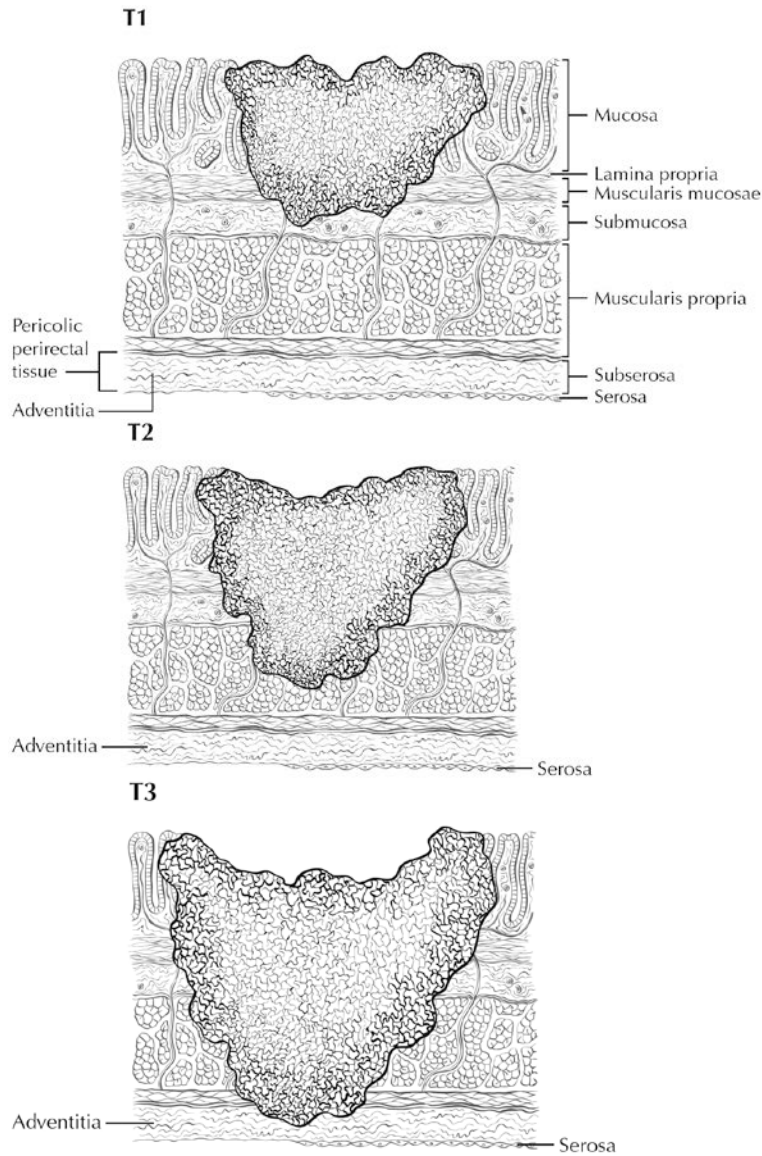 T1
Mucosa
Lamina propria
Muscularis mucosae
Submucosa
Muscularis propria
Pericolic
perirectal
tissue
Subserosa
Serosa
Adventitia
T2
Adventitia
Serosa
T3
Adventitia
Serosa